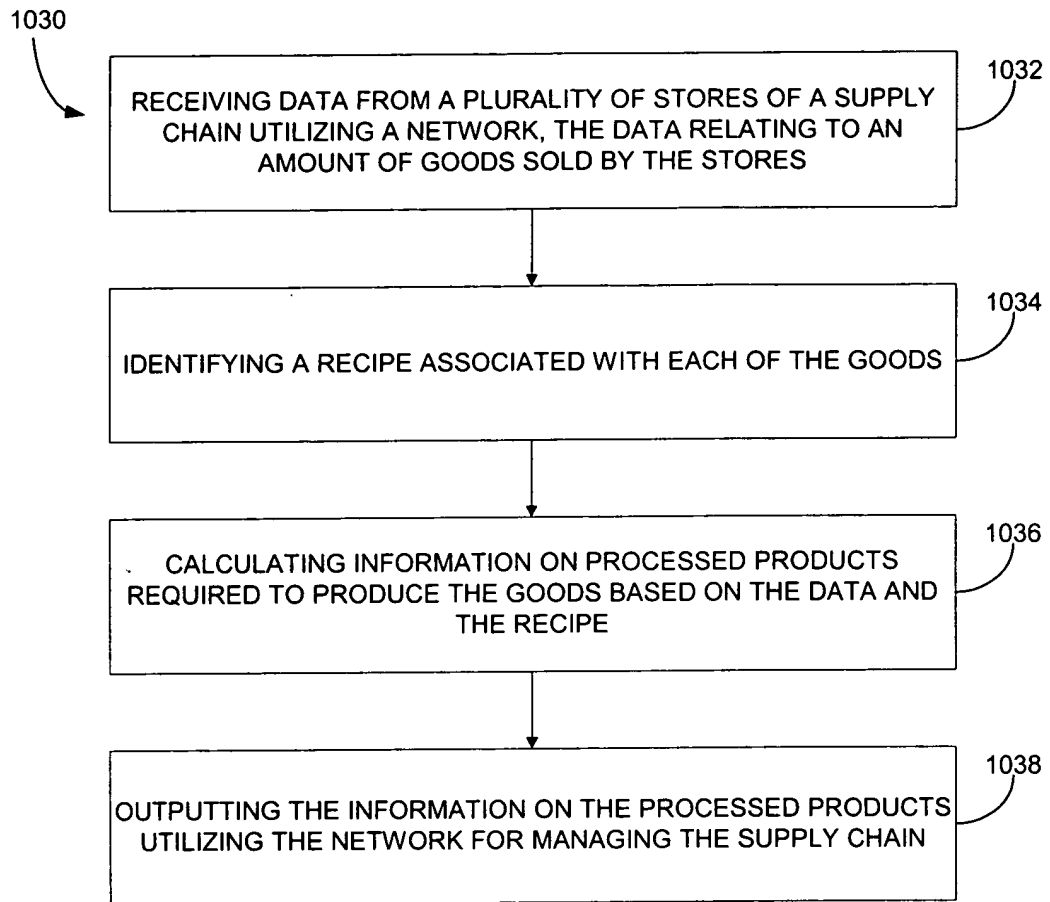 1030
1032
RECEIVING DATA FROM A PLURALITY OF STORES OF A SUPPLY
CHAIN UTILIZING A NETWORK, THE DATA RELATING TO AN
AMOUNT OF GOODS SOLD BY THE STORES
1034
IDENTIFYING A RECIPE ASSOCIATED WITH EACH OF THE GOODS
1036
CALCULATING INFORMATION ON PROCESSED PRODUCTS
REQUIRED TO PRODUCE THE GOODS BASED ON THE DATA AND
THE RECIPE
1038
OUTPUTTING THE INFORMATION ON THE PROCESSED PRODUCTS
UTILIZING THE NETWORK FOR MANAGING THE SUPPLY CHAIN